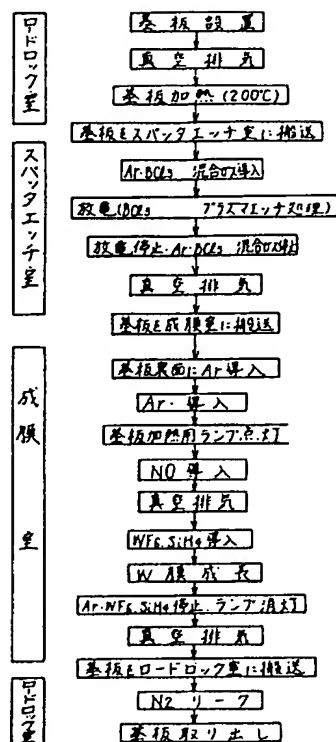 ロードロック室
基板設置
真空排気
基板加熱(200℃)
基板をスパッタエッチ室に搬送
スパッタエッチ室
Ar・BCl3 混合ガス導入
放電(BCl3 プラズマエッチ処理)
放電停止・Ar・BCl3 混合ガス停止
真空排気
基板を成膜室に搬送
成膜室
基板裏面にAr導入
Ar・導入
基板加熱用ランプ点灯
NO導入
真空排気
WF6,SiH4導入
W膜成長
Ar・WF6,SiH4停止,ランプ消灯
真空排気
基板をロードロック室に搬送
ロードロック室
N2リーク
基板取り出し